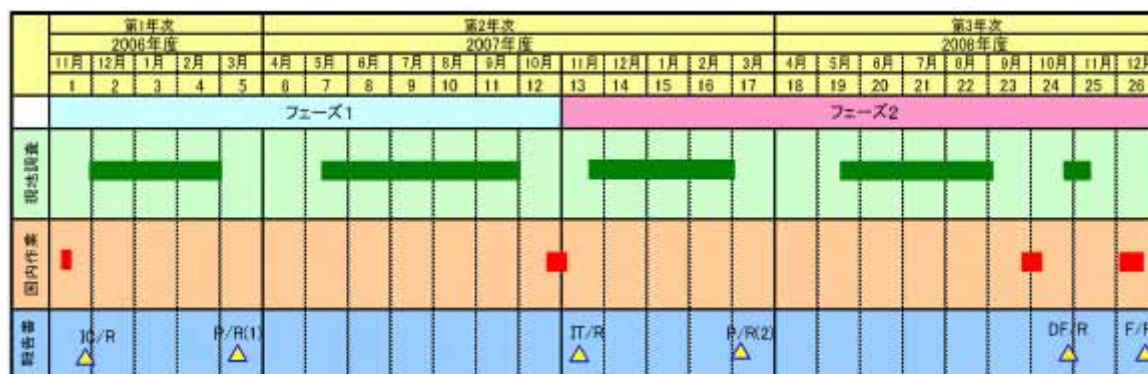 第1年次 第2年次 第3年次
2006年度 2007年度 2008年度
11月 12月 1月 2月 3月 4月 5月 6月 7月 8月 9月 10月 11月 12月 1月 2月 3月 4月 5月 6月 7月 8月 9月 10月 11月 12月
1 2 3 4 5 6 7 8 9 10 11 12 13 14 15 16 17 18 19 20 21 22 23 24 25 26
フェーズ1 フェーズ2
現地調査
国内作業
報告書
IC/R P/R(1) IT/R P/R(2) DF/R F/R